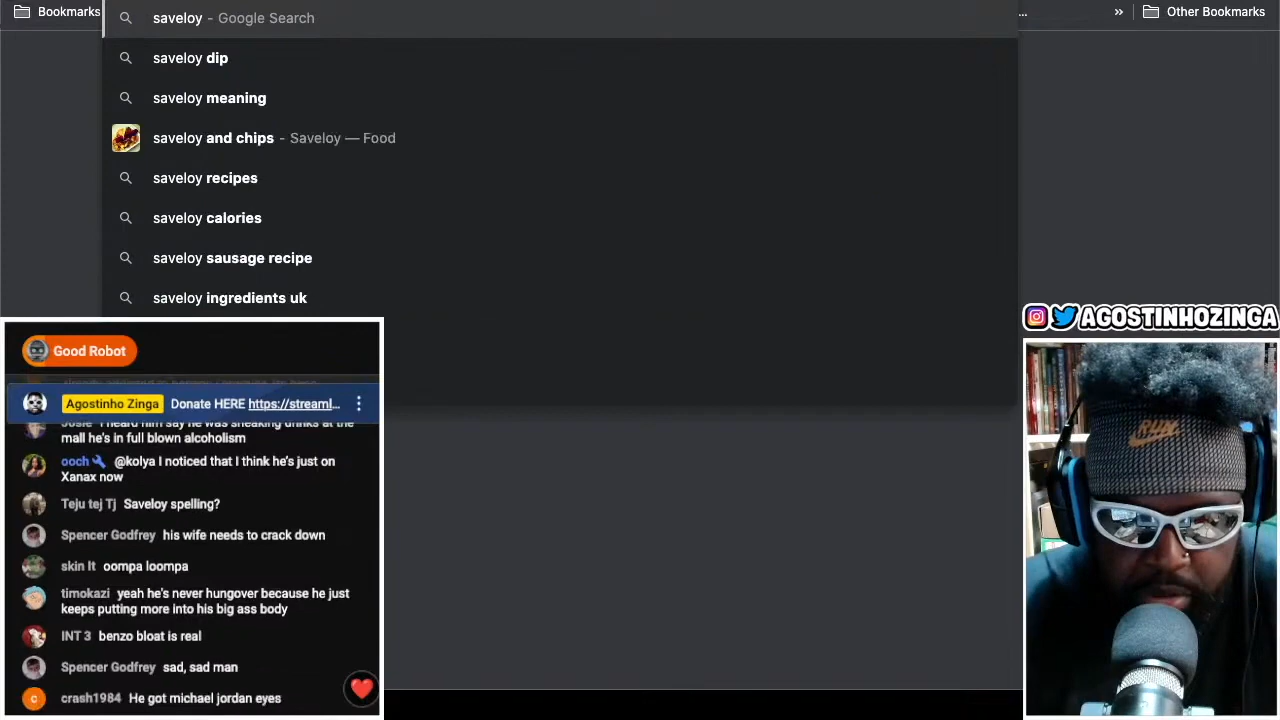 Bookmarks
saveloy - Google Search
...
»
Other Bookmarks
saveloy dip
saveloy meaning
saveloy and chips - Saveloy — Food
saveloy recipes
saveloy calories
saveloy sausage recipe
saveloy ingredients uk
Good Robot
Agostinho Zinga Donate HERE https://streaml...
Josie I heard him say he was sneaking drinks at the
mall he's in full blown alcoholism
ooch @kolya I noticed that I think he's just on
Xanax now
Teju tej Tj Saveloy spelling?
Spencer Godfrey his wife needs to crack down
skin lt oompa loompa
timokazi yeah he's never hungover because he just
keeps putting more into his big ass body
INT 3 benzo bloat is real
Spencer Godfrey sad, sad man
c crash1984 He got michael jordan eyes
AGOSTINHOZINGA
RUN